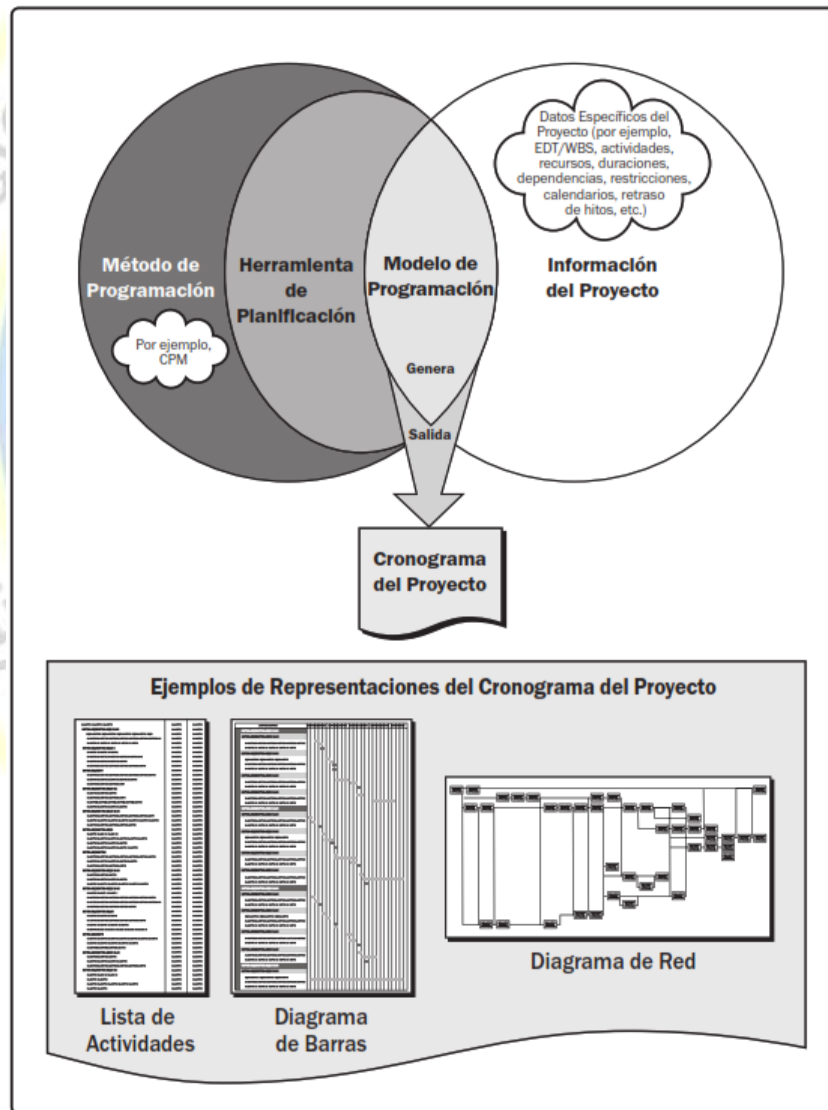 Datos Específicos del
Proyecto (por ejemplo,
EDT/WBS, actividades,
recursos, duraciones,
dependencias, restricciones,
calendarios, retraso
de hitos, etc.)
Método de
Programación
Herramienta
de
Planificación
Modelo de
Programación
Información
del Proyecto
Por ejemplo,
CPM
Genera
Salida
Cronograma
del Proyecto
Ejemplos de Representaciones del Cronograma del Proyecto
Lista de
Actividades
Diagrama
de Barras
Diagrama de Red